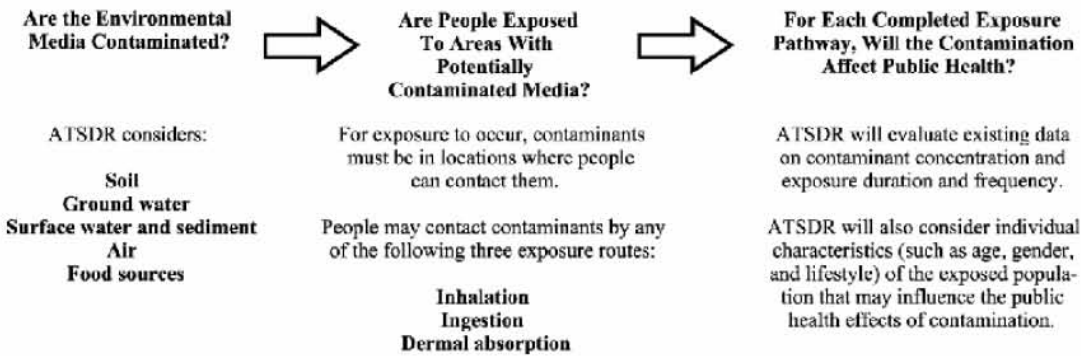 Are the Environmental
Media Contaminated?
Are People Exposed
To Areas With
Potentially
Contaminated Media?
For Each Completed Exposure
Pathway, Will the Contamination
Affect Public Health?
ATSDR considers:
Soil
Ground water
Surface water and sediment
Air
Food sources
For exposure to occur, contaminants
must be in locations where people
can contact them.
People may contact contaminants by any
of the following three exposure routes:
Inhalation
Ingestion
Dermal absorption
ATSDR will evaluate existing data
on contaminant concentration and
exposure duration and frequency.
ATSDR will also consider individual
characteristics (such as age, gender,
and lifestyle) of the exposed popula-
tion that may influence the public
health effects of contamination.